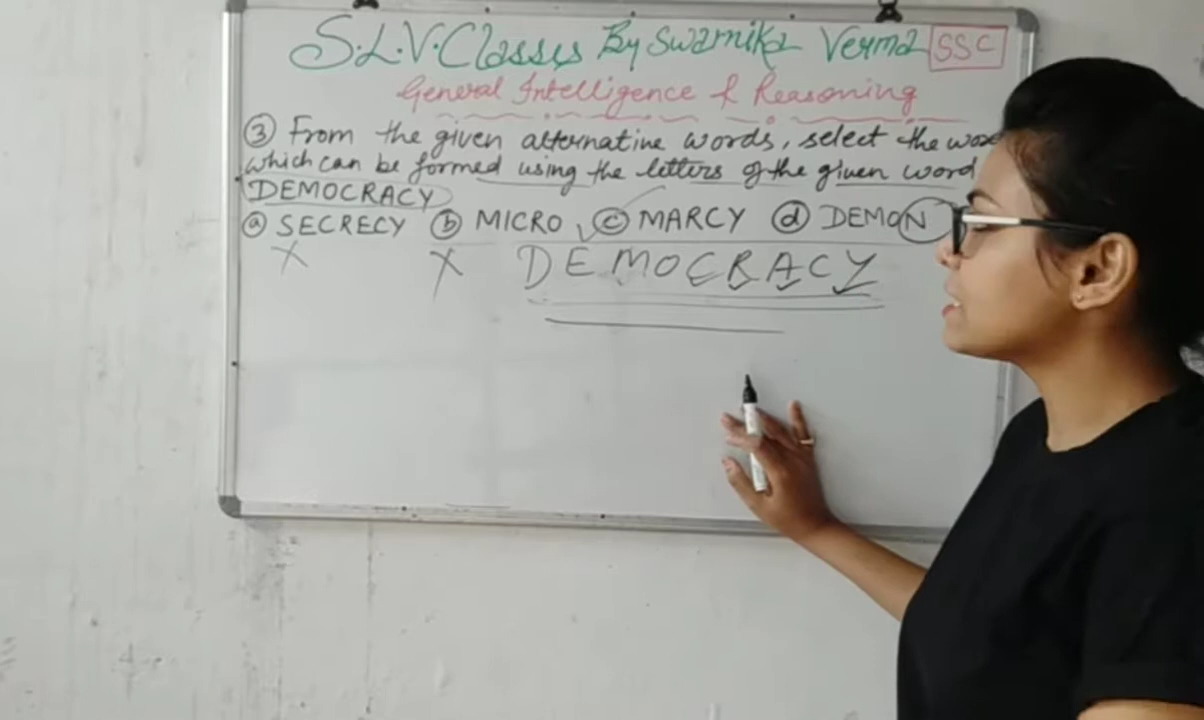 S.L.V. Classes By Swarnika Verma SSC
General Intelligence & Reasoning
③ From the given alternative words, select the
which can be formed using the letters of the given word
DEMOCRACY
ⓐ SECRECY ⓑ MICRO ⓒ MARCY ⓓ DEMON
X X DEMOCRACY